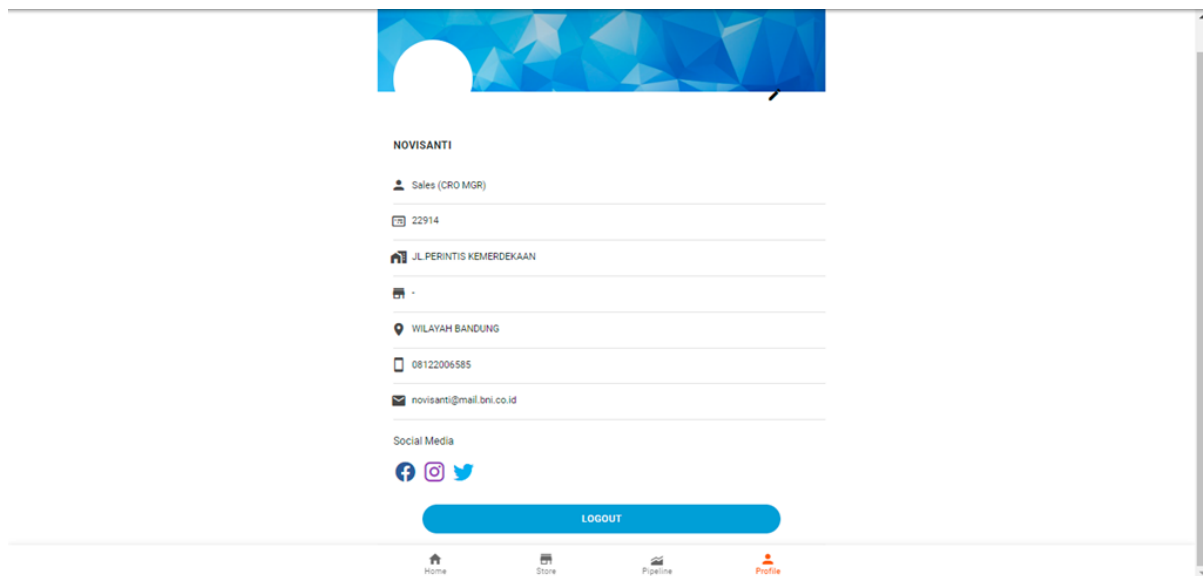 NOVISANTI
Sales (CRO MGR)
22914
JL.PERINTIS KEMERDEKAAN
-
WILAYAH BANDUNG
08122006585
novisanti@mail.bni.co.id
Social Media
LOGOUT
Home Store Pipeline Profile